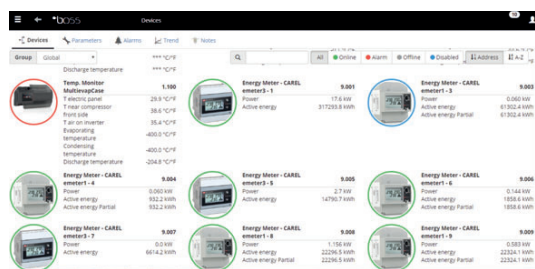 boss Devices 10
Devices Parameters Alarms Trend Notes
Group Global All Online Alarm Offline Disabled Address A-Z
Discharge temperature *** °C/°F
Temp. Monitor MultievapCase 1.100
T electric panel 29.9 °C/°F
T rear compressor front side 38.6 °C/°F
T air on inverter 35.4 °C/°F
Evaporating temperature -400.0 °C/°F
Condensing temperature -400.0 °C/°F
Discharge temperature -204.8 °C/°F
Energy Meter - CAREL emeter3 - 1 9.001
Power 17.6 kW
Active energy 317293.8 kWh
Energy Meter - CAREL emeter1 - 3 9.003
Power 0.060 kW
Active energy 61302.4 kWh
Active energy Partial 61302.4 kWh
Energy Meter - CAREL emeter1 - 4 9.004
Power 0.060 kW
Active energy 932.2 kWh
Active energy Partial 932.2 kWh
Energy Meter - CAREL emeter3 - 5 9.005
Power 2.7 kW
Active energy 14790.7 kWh
Energy Meter - CAREL emeter1 - 6 9.006
Power 0.144 kW
Active energy 1858.6 kWh
Active energy Partial 1858.6 kWh
Energy Meter - CAREL emeter3 - 7 9.007
Power 0.0 kW
Active energy 6614.2 kWh
Energy Meter - CAREL emeter1 - 8 9.008
Power 1.156 kW
Active energy 22296.5 kWh
Active energy Partial 22296.5 kWh
Energy Meter - CAREL emeter1 - 9 9.009
Power 0.583 kW
Active energy 22324.1 kWh
Active energy Partial 22324.1 kWh